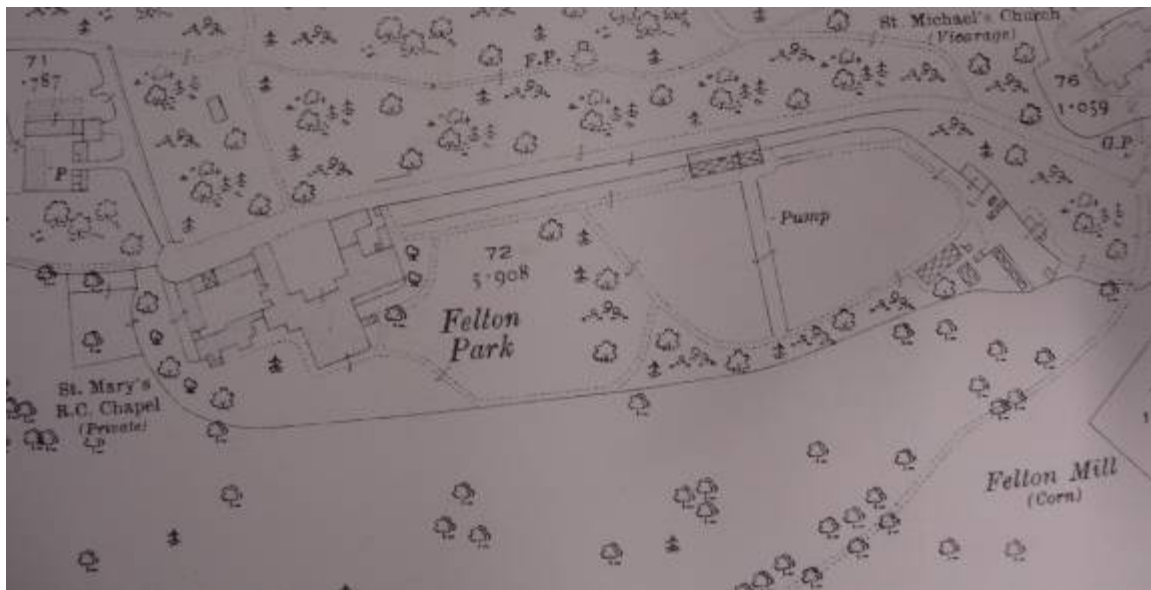 St. Michael's Church
(Vicarage)
71
·787
F.P.
76
1·059
G.P.
P
Pump
72
5·908
Felton
Park
St. Mary's
R.C. Chapel
(Private)
Felton Mill
(Corn)